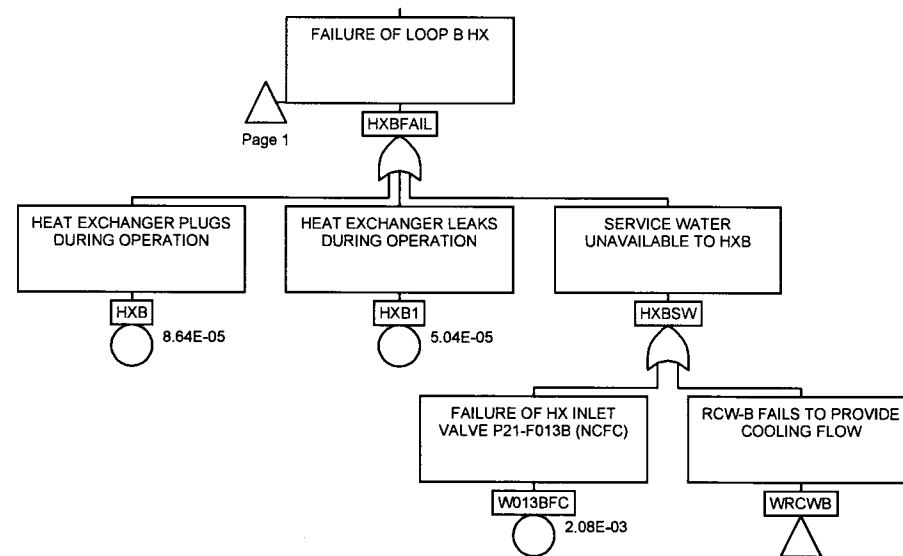 FAILURE OF LOOP B HX
Page 1
HXBFAIL
HEAT EXCHANGER PLUGS
DURING OPERATION
HEAT EXCHANGER LEAKS
DURING OPERATION
SERVICE WATER
UNAVAILABLE TO HXB
HXB
8.64E-05
HXB1
5.04E-05
HXBSW
FAILURE OF HX INLET
VALVE P21-F013B (NCFC)
RCW-B FAILS TO PROVIDE
COOLING FLOW
W013BFC
2.08E-03
WRCWB